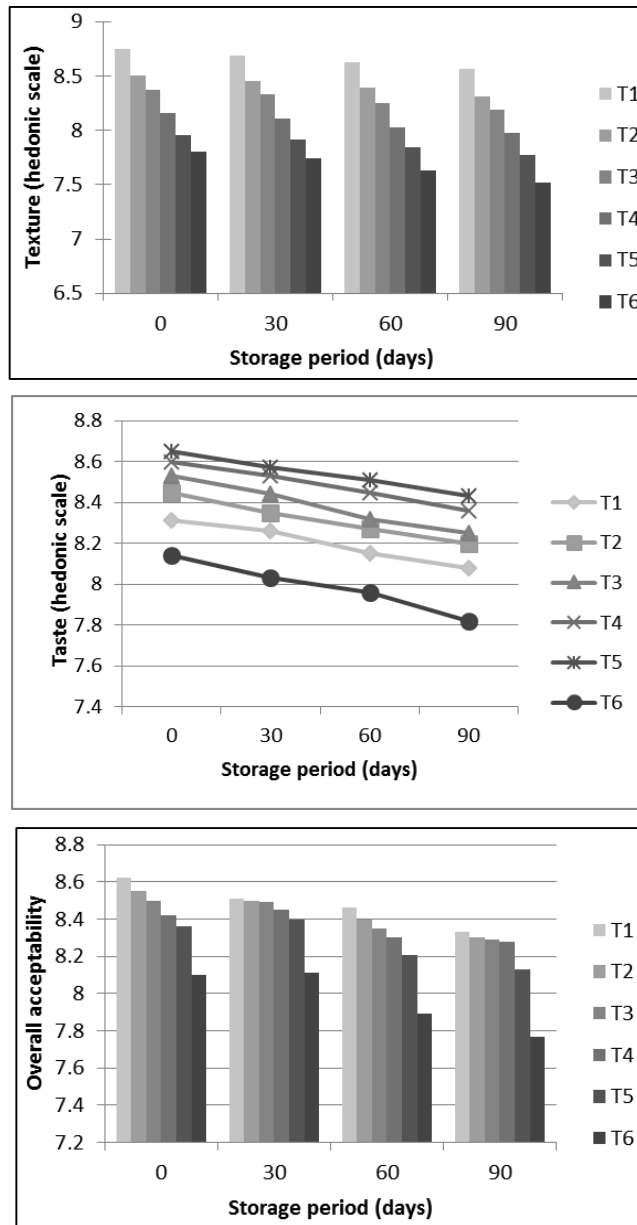 Texture (hedonic scale)
9
8.5
8
7.5
7
6.5
0 30 60 90
Storage period (days)
T1
T2
T3
T4
T5
T6
Taste (hedonic scale)
8.8
8.6
8.4
8.2
8
7.8
7.6
7.4
0 30 60 90
Storage period (days)
T1
T2
T3
T4
T5
T6
Overall acceptability
8.8
8.6
8.4
8.2
8
7.8
7.6
7.4
7.2
0 30 60 90
Storage period (days)
T1
T2
T3
T4
T5
T6